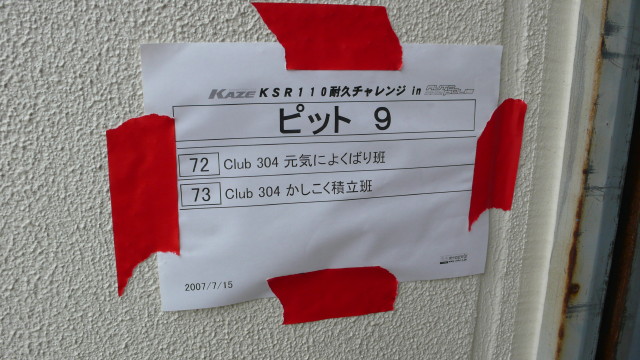 KAZE KSR110耐久チャレンジ in
ピット 9
72 Club 304 元気によくばり班
73 Club 304 かしこく積立班
2007/7/15